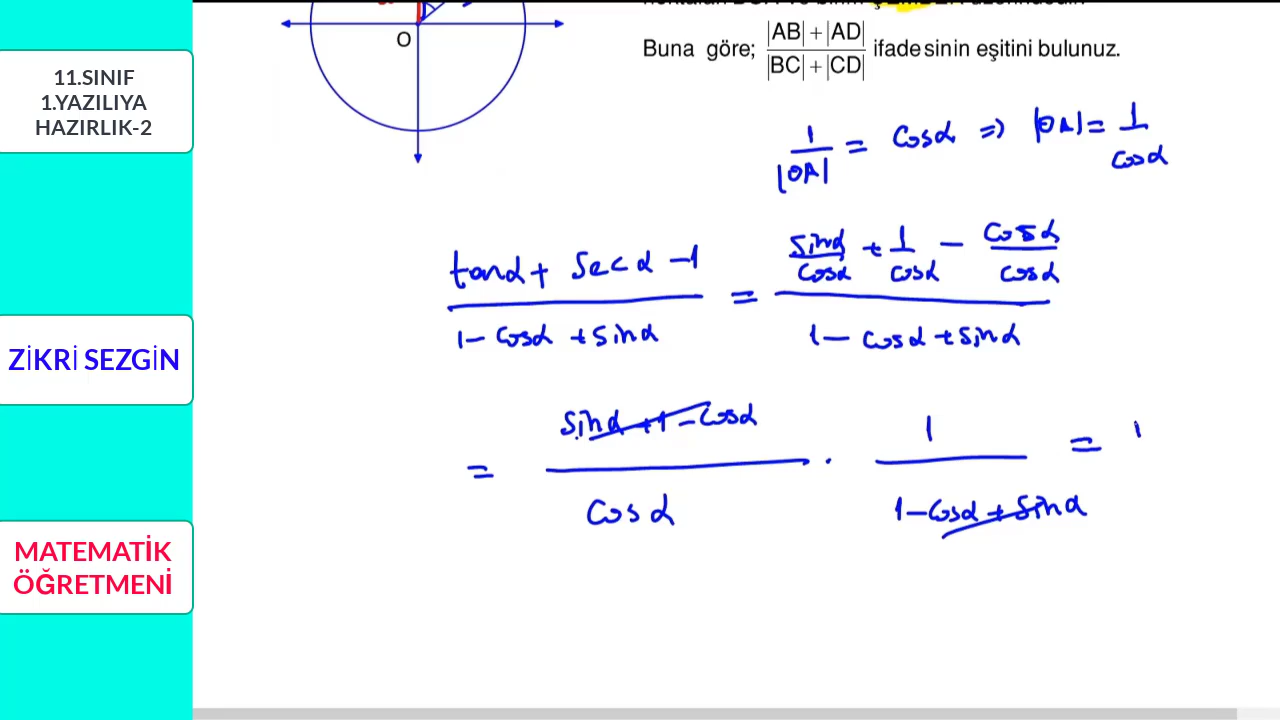 11.SINIF
1.YAZILIYA
HAZIRLIK-2
ZİKRİ SEZGİN
MATEMATİK
ÖĞRETMENİ
O
Buna göre; |AB| + |AD| / |BC| + |CD| ifadesinin eşitini bulunuz.
1 / |OA| = cosα ⇒ |OA| = 1 / cosα
tanα + secα - 1 / 1 - cosα + sinα = sinα / cosα + 1 / cosα - cosα / cosα / 1 - cosα + sinα
= sinα + 1 - cosα / cosα · 1 / 1 - cosα + sinα =